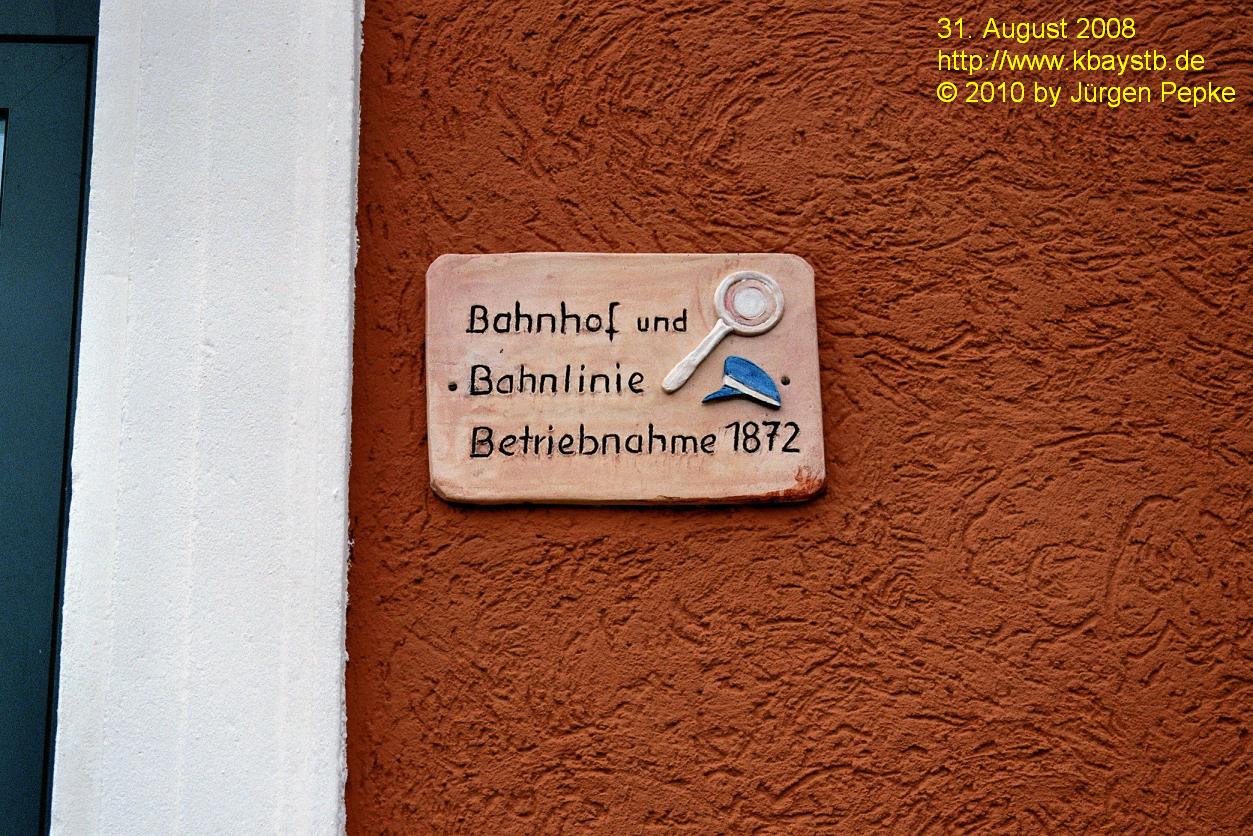 31. August 2008
http://www.kbaystb.de
© 2010 by Jürgen Pepke
Bahnhof und
Bahnlinie
Betriebnahme 1872